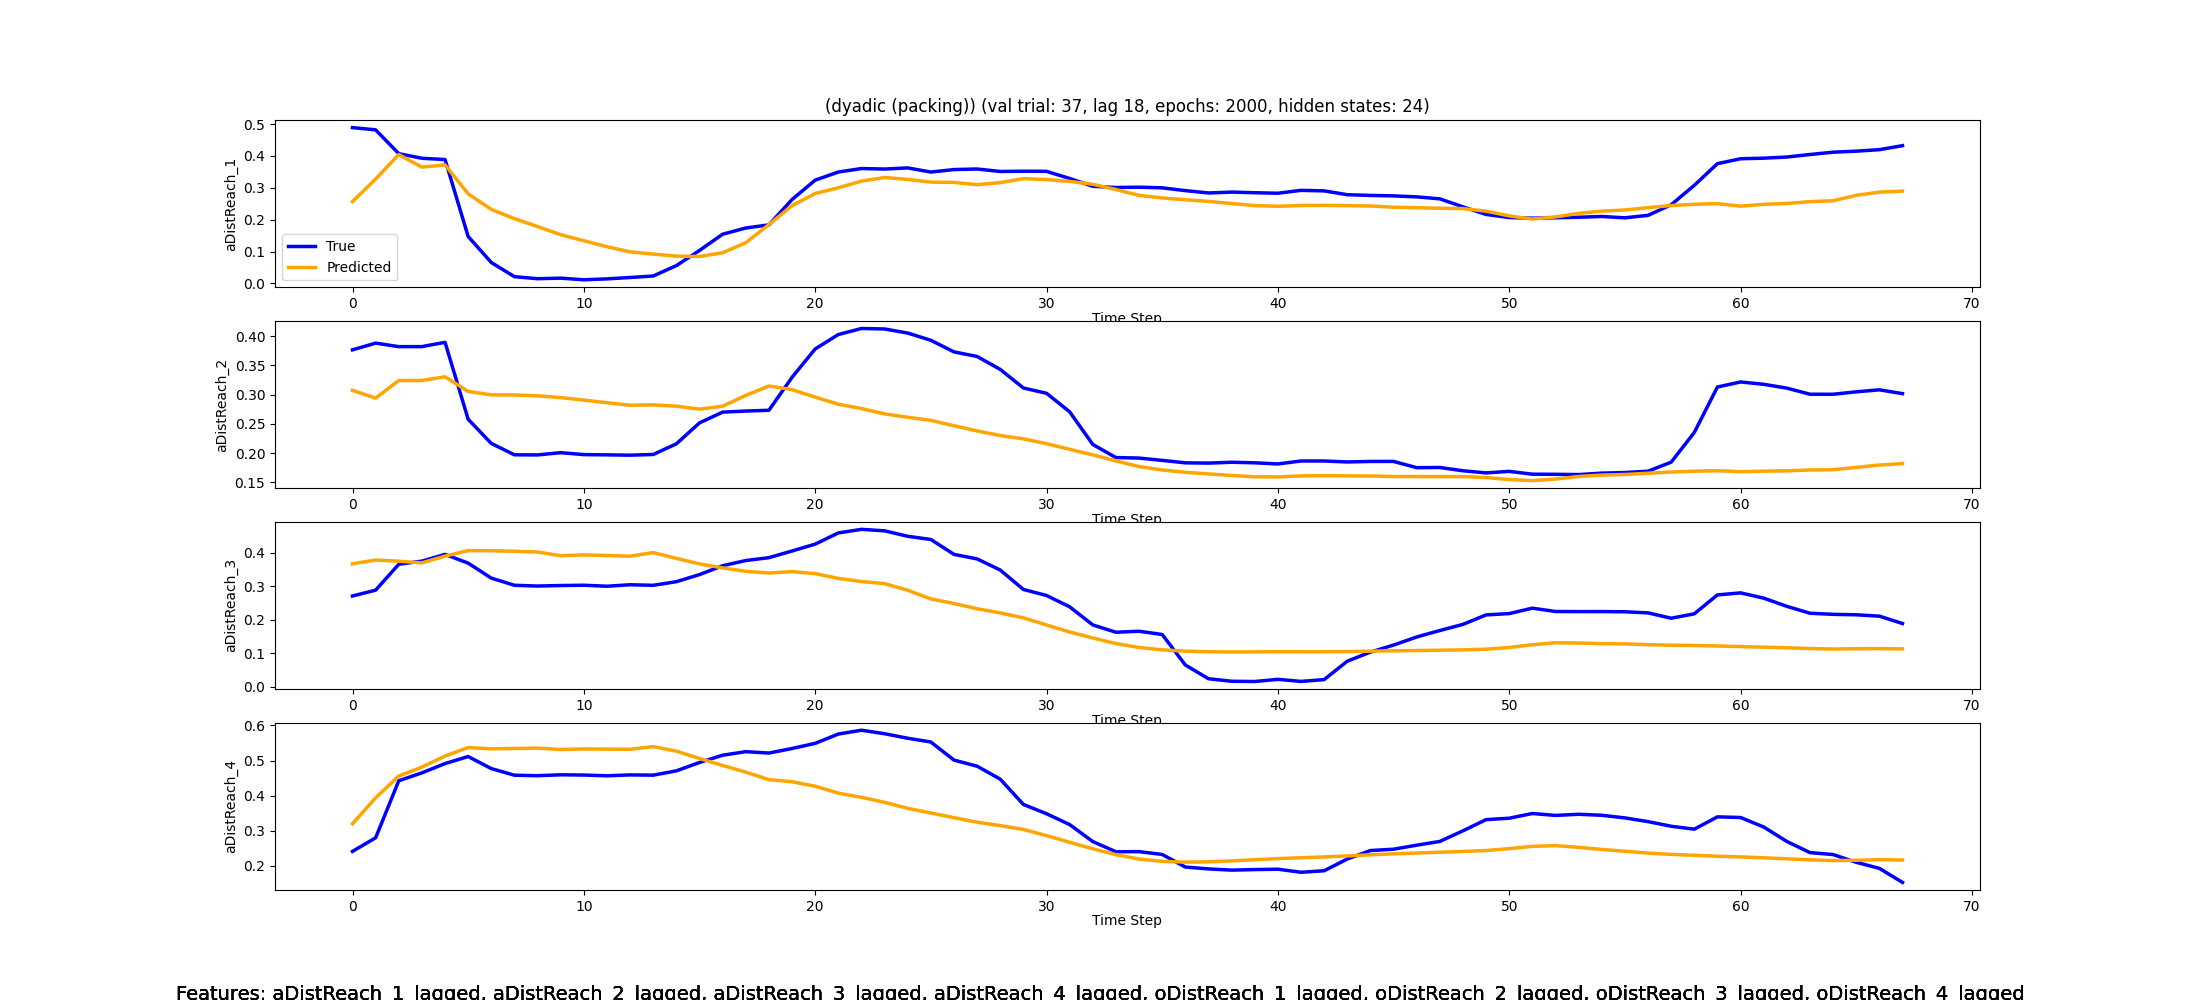 (dyadic (packing)) (val trial: 37, lag 18, epochs: 2000, hidden states: 24)
aDistReach_1
0.5
0.4
0.3
0.2
0.1
0.0
True
Predicted
0 10 20 30 40 50 60 70
Time Step
aDistReach_2
0.40
0.35
0.30
0.25
0.20
0.15
0 10 20 30 40 50 60 70
Time Step
aDistReach_3
0.4
0.3
0.2
0.1
0.0
0 10 20 30 40 50 60 70
Time Step
aDistReach_4
0.6
0.5
0.4
0.3
0.2
0 10 20 30 40 50 60 70
Time Step
Features: aDistReach_1_lagged, aDistReach_2_lagged, aDistReach_3_lagged, aDistReach_4_lagged, oDistReach_1_lagged, oDistReach_2_lagged, oDistReach_3_lagged, oDistReach_4_lagged